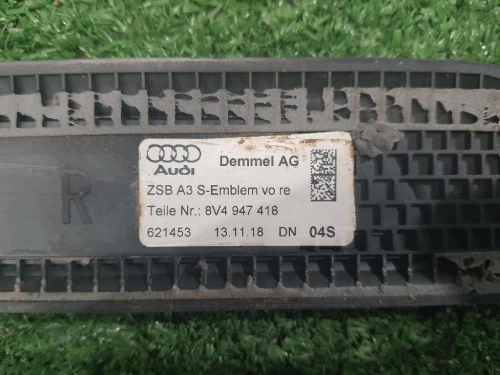 Audi Demmel AG
ZSB A3 S-Emblem vo re
Teile Nr.: 8V4 947 418
621453 13.11.18 DN 04S
R